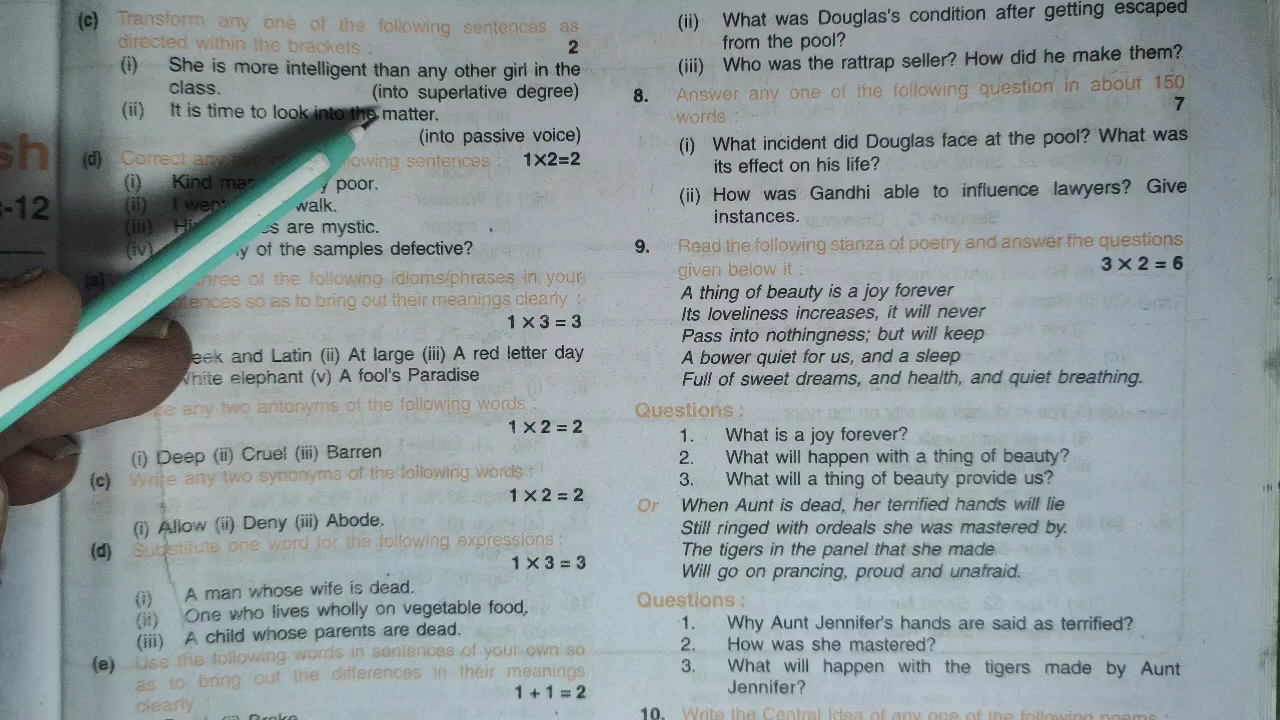 sh
-12
(c) Transform any one of the following sentences as
directed within the brackets : 2
(i) She is more intelligent than any other girl in the
class. (into superlative degree)
(ii) It is time to look into the matter.
(into passive voice)
(d) Correct any two of following sentences : 1×2=2
(i) Kind poor.
(ii) I walk.
(iii) are mystic.
(iv) of the samples defective?
of the following idioms/phrases in your
so as to bring out their meanings clearly :
1 × 3 = 3
and Latin (ii) At large (iii) A red letter day
elephant (v) A fool's Paradise
any two antonyms of the following words :
1 × 2 = 2
(i) Deep (ii) Cruel (iii) Barren
(c) Write any two synonyms of the following words :
1 × 2 = 2
(i) Allow (ii) Deny (iii) Abode.
(d) Substitute one word for the following expressions :
1 × 3 = 3
(i) A man whose wife is dead.
(ii) One who lives wholly on vegetable food,
(iii) A child whose parents are dead.
(e) Use the following words in sentences of your own so
as to bring out the differences in their meanings
clearly 1 + 1 = 2
(ii) What was Douglas's condition after getting escaped
from the pool?
(iii) Who was the rattrap seller? How did he make them?
8. Answer any one of the following question in about 150
words : 7
(i) What incident did Douglas face at the pool? What was
its effect on his life?
(ii) How was Gandhi able to influence lawyers? Give
instances.
9. Read the following stanza of poetry and answer the questions
given below it : 3 × 2 = 6
A thing of beauty is a joy forever
Its loveliness increases, it will never
Pass into nothingness; but will keep
A bower quiet for us, and a sleep
Full of sweet dreams, and health, and quiet breathing.
Questions :
1. What is a joy forever?
2. What will happen with a thing of beauty?
3. What will a thing of beauty provide us?
Or When Aunt is dead, her terrified hands will lie
Still ringed with ordeals she was mastered by.
The tigers in the panel that she made
Will go on prancing, proud and unafraid.
Questions :
1. Why Aunt Jennifer's hands are said as terrified?
2. How was she mastered?
3. What will happen with the tigers made by Aunt
Jennifer?
10. Write the Central Idea of any one of the following poems :